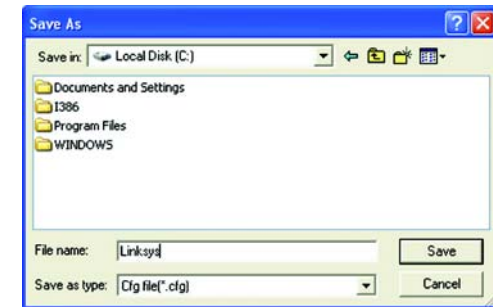 Save As
Save in: Local Disk (C:)
Documents and Settings
I386
Program Files
WINDOWS
File name: Linksys Save
Save as type: Cfg file(*.cfg) Cancel